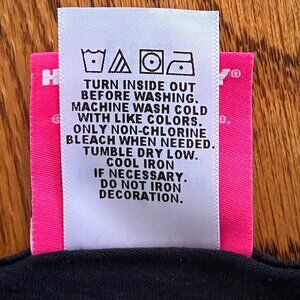 TURN INSIDE OUT
BEFORE WASHING.
MACHINE WASH COLD
WITH LIKE COLORS.
ONLY NON-CHLORINE
BLEACH WHEN NEEDED.
TUMBLE DRY LOW.
COOL IRON
IF NECESSARY.
DO NOT IRON
DECORATION.